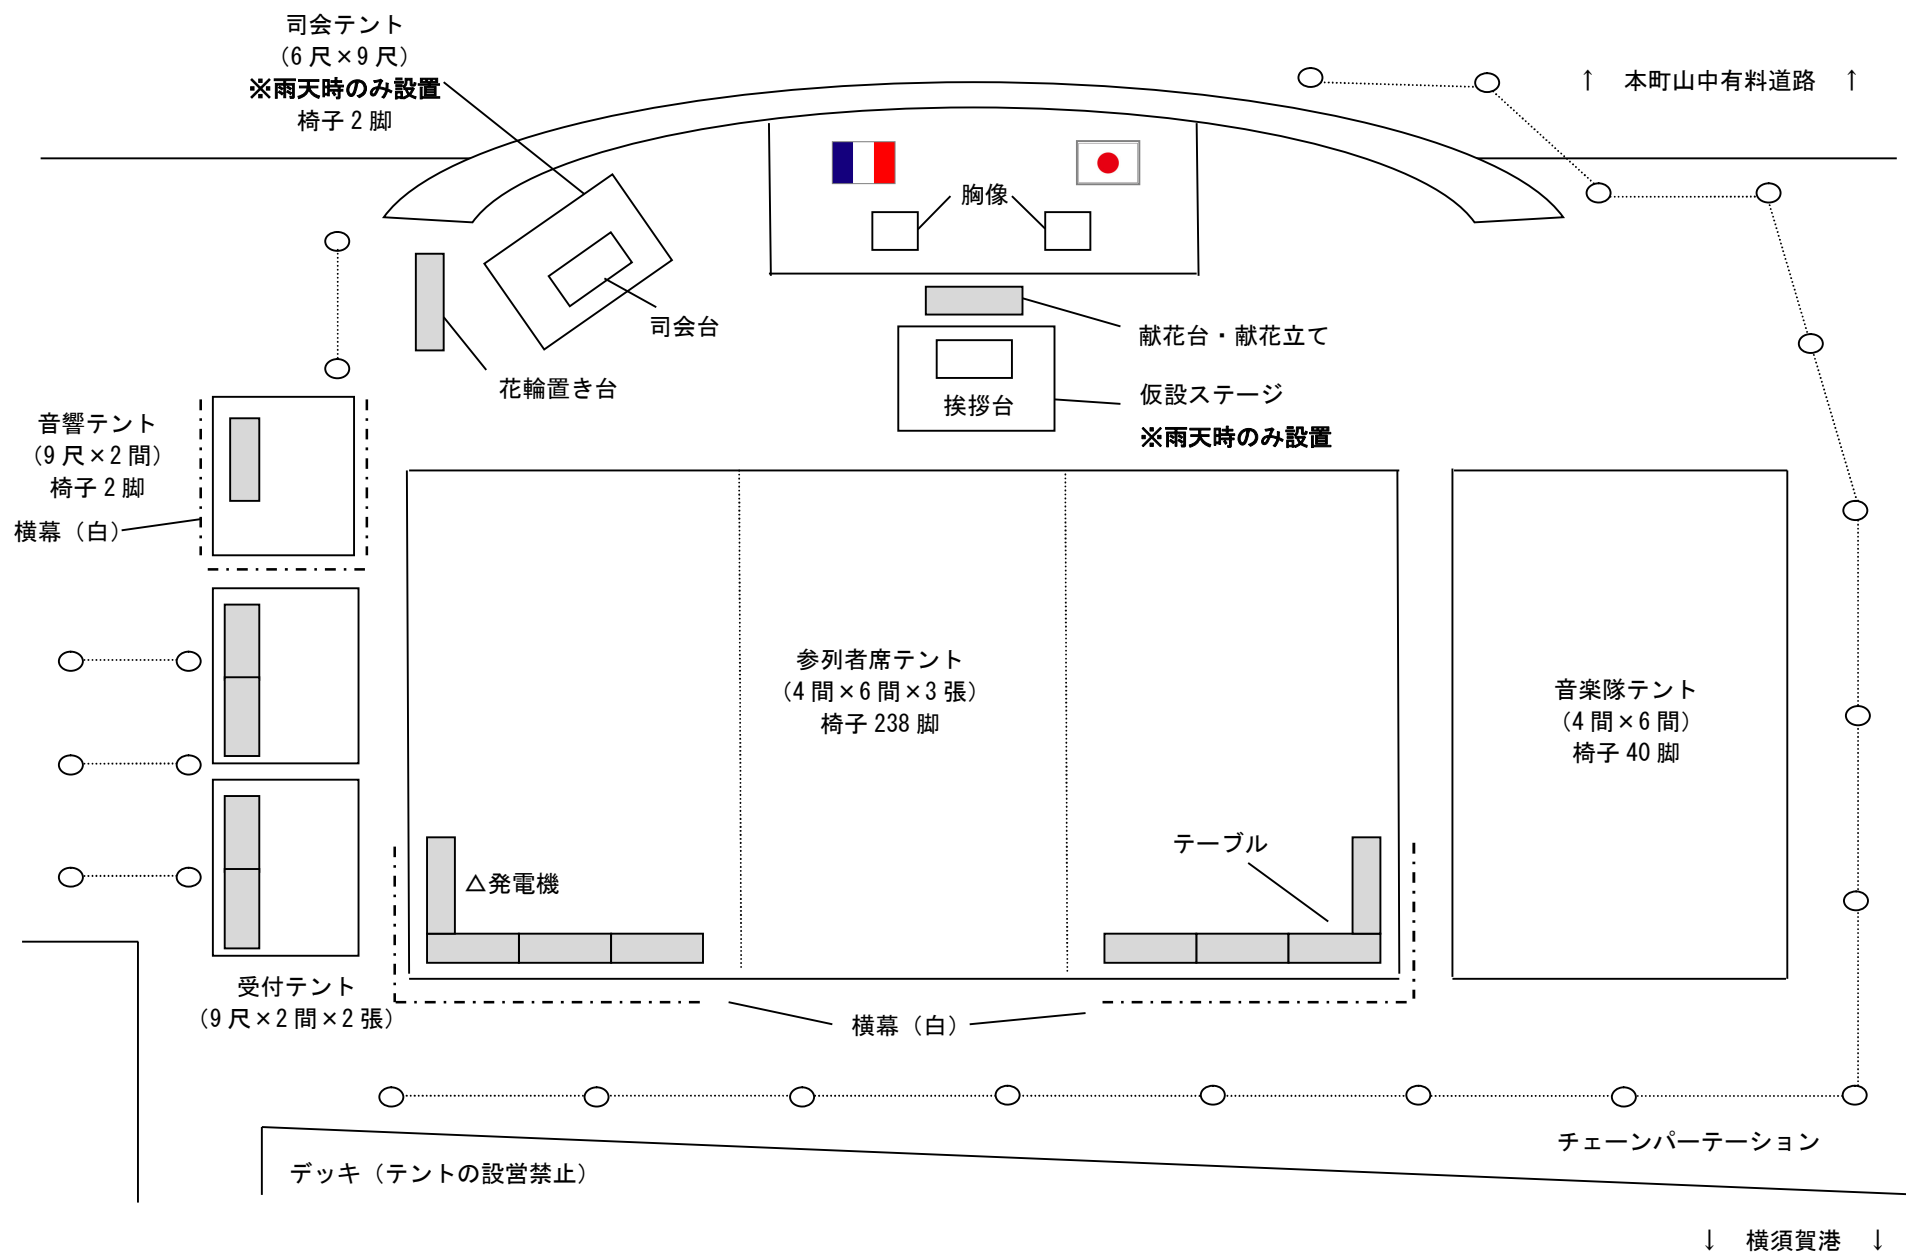 司会テント
（6尺×9尺）
※雨天時のみ設置
椅子2脚
↑　本町山中有料道路　↑
胸像
司会台
花輪置き台
献花台・献花立て
挨拶台
仮設ステージ
※雨天時のみ設置
音響テント
（9尺×2間）
椅子2脚
横幕（白）
参列者席テント
（4間×6間×3張）
椅子238脚
音楽隊テント
（4間×6間）
椅子40脚
テーブル
△発電機
受付テント
（9尺×2間×2張）
横幕（白）
チェーンパーテーション
デッキ（テントの設営禁止）
↓　横須賀港　↓